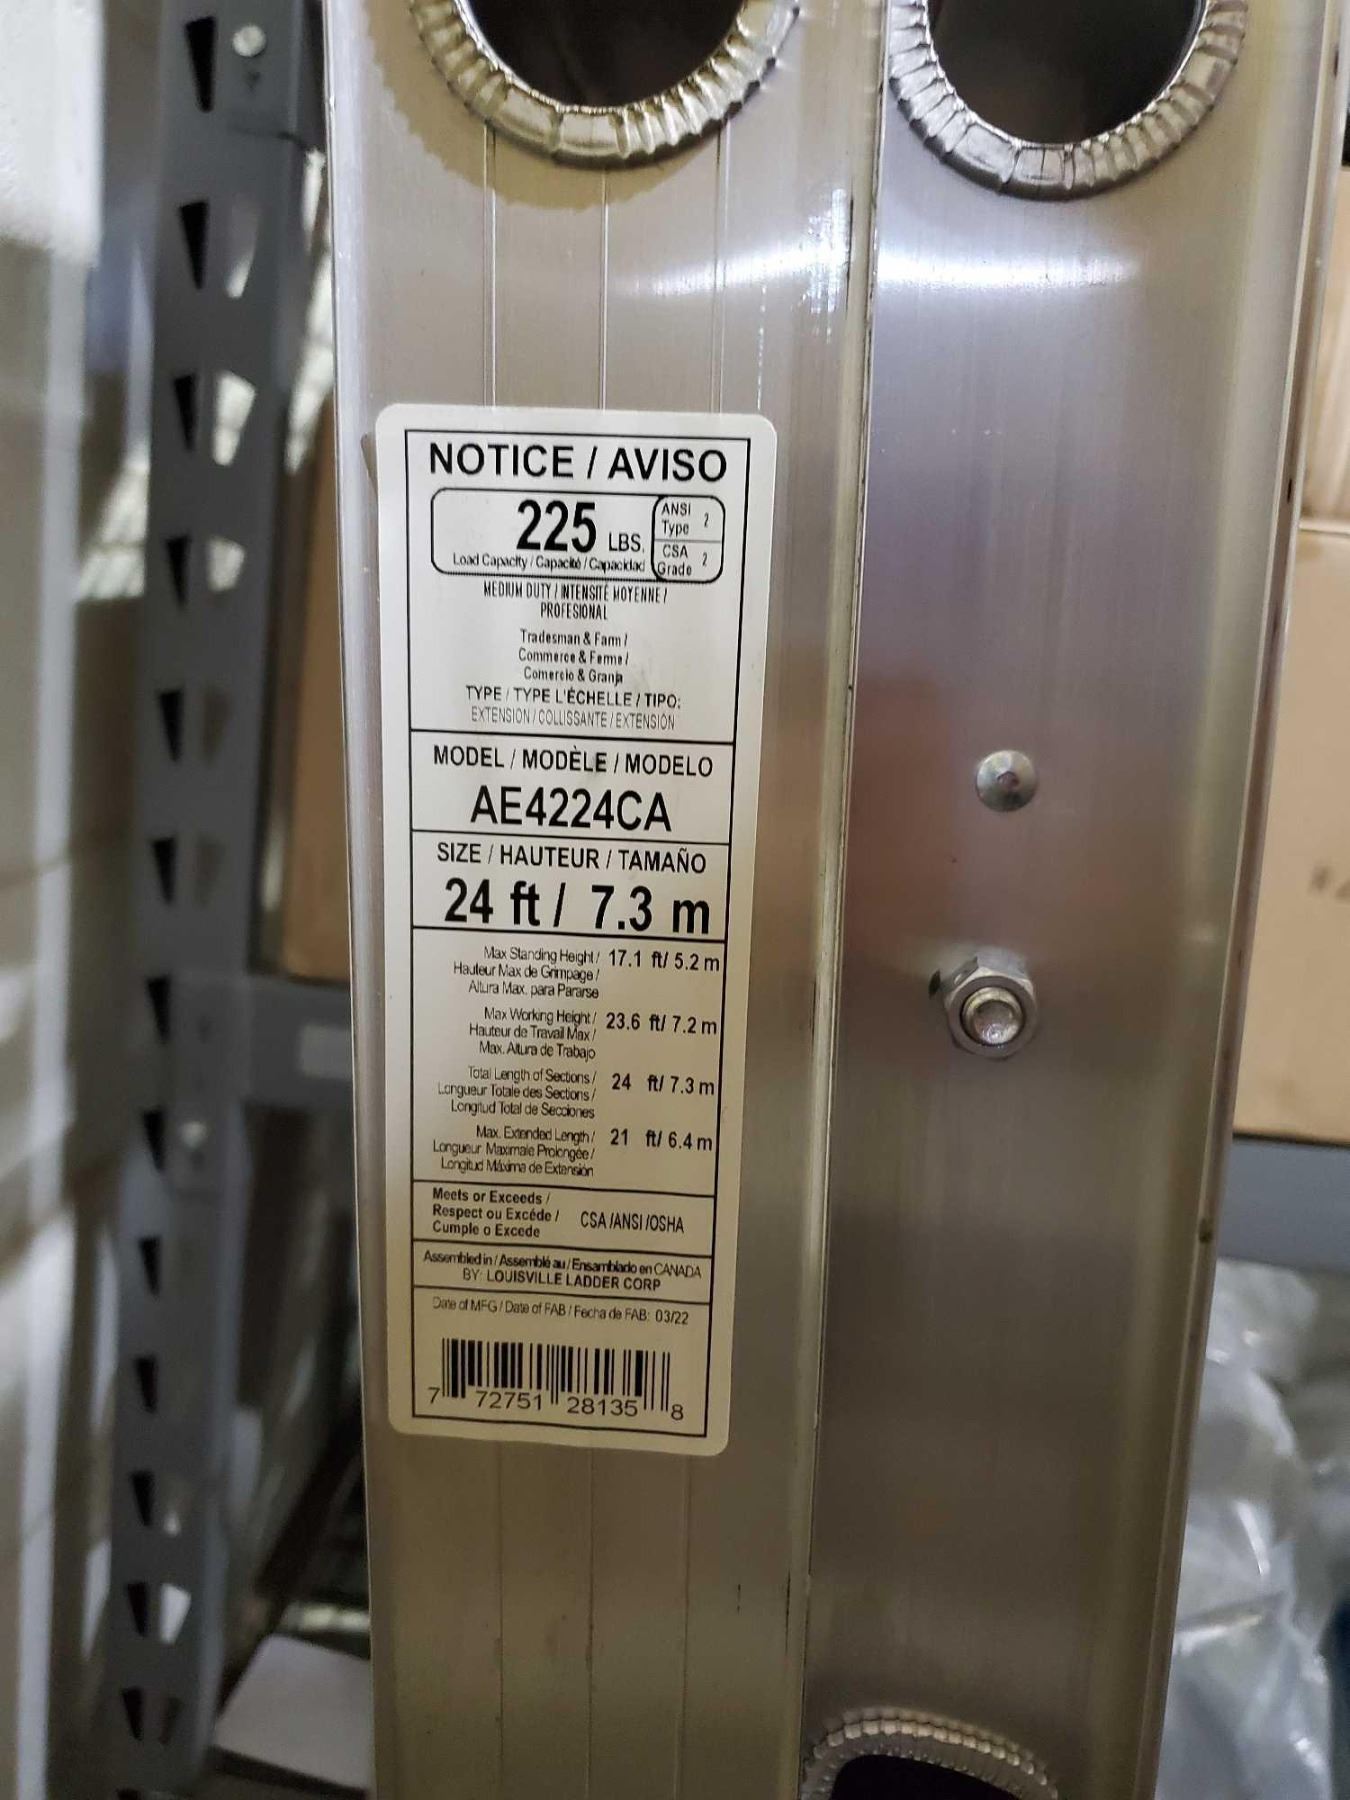 NOTICE / AVISO
225 LBS.
Load Capacity / Capacité / Capacidad
ANSI Type 2
CSA Grade 2
MEDIUM DUTY / INTENSITÉ MOYENNE /
PROFESIONAL
Tradesman & Farm /
Commerce & Ferme /
Comercio & Granja
TYPE / TYPE L'ÉCHELLE / TIPO:
EXTENSION / COLLISSANTE / EXTENSIÓN
MODEL / MODÈLE / MODELO
AE4224CA
SIZE / HAUTEUR / TAMAÑO
24 ft / 7.3 m
Max Standing Height / 17.1 ft/ 5.2 m
Hauteur Max de Grimpage /
Altura Max. para Pararse
Max Working Height / 23.6 ft/ 7.2 m
Hauteur de Travail Max /
Max. Altura de Trabajo
Total Length of Sections / 24 ft/ 7.3 m
Longueur Totale des Sections /
Longitud Total de Secciones
Max. Extended Length / 21 ft/ 6.4 m
Longueur Maximale Prolongée /
Longitud Máxima de Extensión
Meets or Exceeds /
Respect ou Excéde / CSA /ANSI /OSHA
Cumple o Excede
Assembled in / Assemblé au / Ensamblado en CANADA
BY: LOUISVILLE LADDER CORP
Date of MFG / Date of FAB / Fecha de FAB: 03/22
7 72751 28135 8